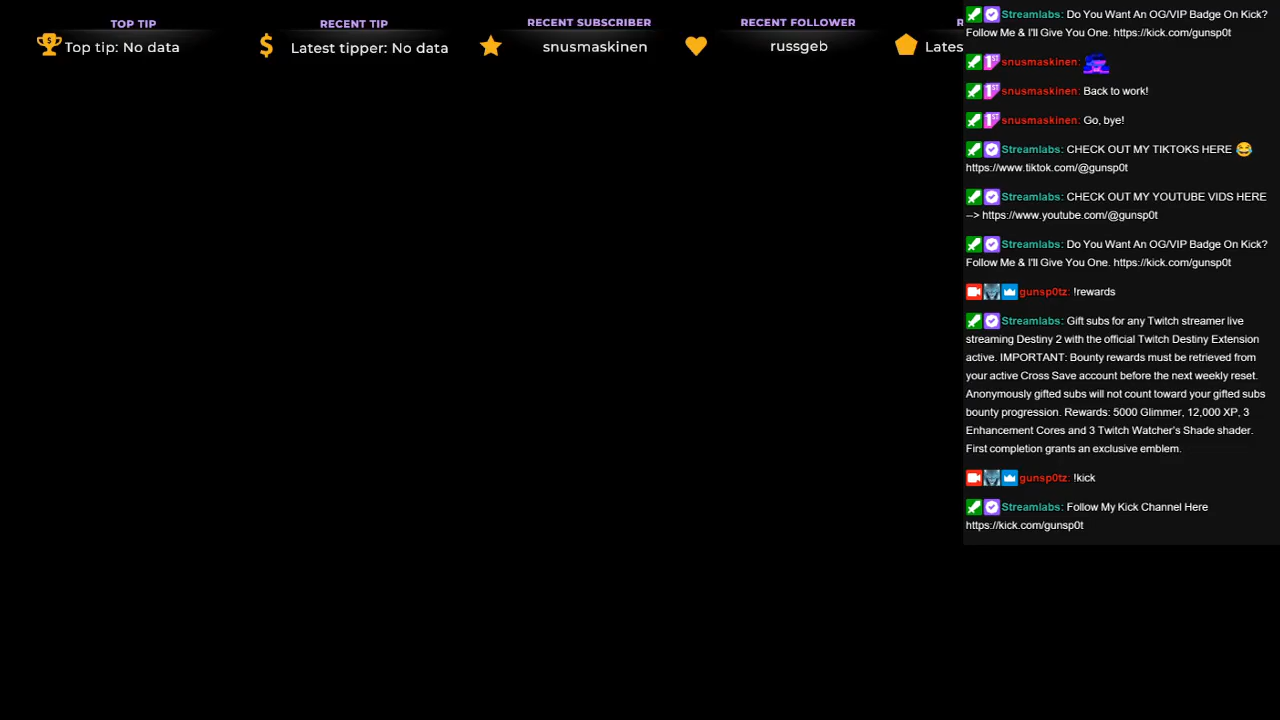 TOP TIP
Top tip: No data
RECENT TIP
Latest tipper: No data
RECENT SUBSCRIBER
snusmaskinen
RECENT FOLLOWER
russgeb
Lates
Streamlabs: Do You Want An OG/VIP Badge On Kick?
Follow Me & I'll Give You One. https://kick.com/gunsp0t
snusmaskinen:
snusmaskinen: Back to work!
snusmaskinen: Go, bye!
Streamlabs: CHECK OUT MY TIKTOKS HERE 😂
https://www.tiktok.com/@gunsp0t
Streamlabs: CHECK OUT MY YOUTUBE VIDS HERE
--> https://www.youtube.com/@gunsp0t
Streamlabs: Do You Want An OG/VIP Badge On Kick?
Follow Me & I'll Give You One. https://kick.com/gunsp0t
gunsp0tz: !rewards
Streamlabs: Gift subs for any Twitch streamer live
streaming Destiny 2 with the official Twitch Destiny Extension
active. IMPORTANT: Bounty rewards must be retrieved from
your active Cross Save account before the next weekly reset.
Anonymously gifted subs will not count toward your gifted subs
bounty progression. Rewards: 5000 Glimmer, 12,000 XP, 3
Enhancement Cores and 3 Twitch Watcher's Shade shader.
First completion grants an exclusive emblem.
gunsp0tz: !kick
Streamlabs: Follow My Kick Channel Here
https://kick.com/gunsp0t